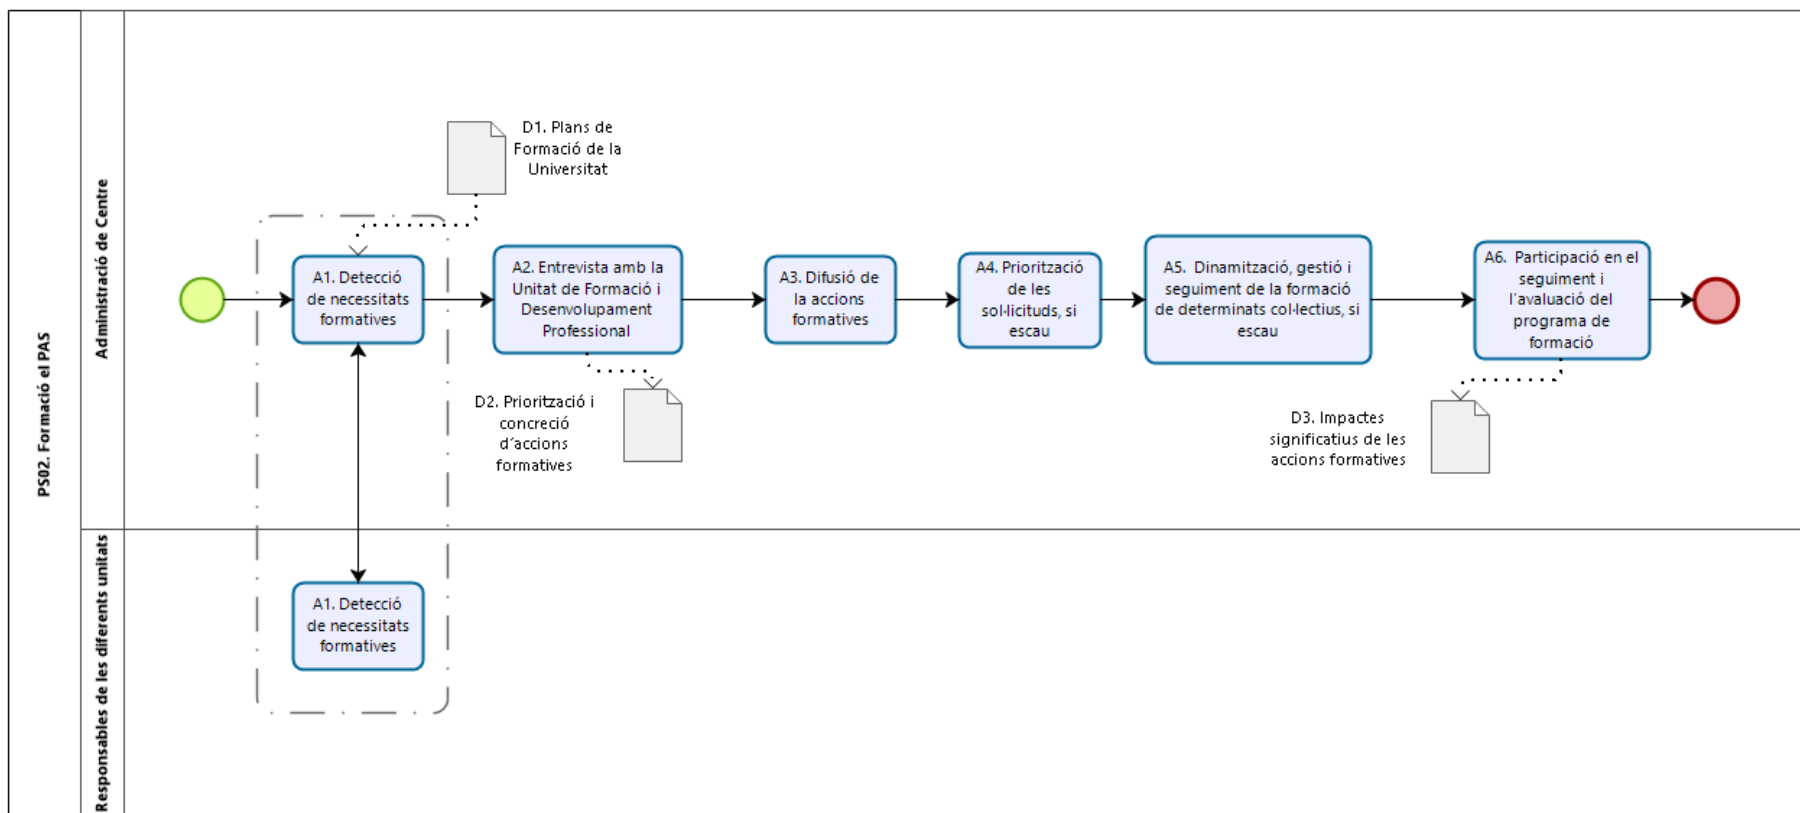 PS02. Formació el PAS
Administració de Centre
D1. Plans de
Formació de la
Universitat
A1. Detecció
de necessitats
formatives
A2. Entrevista amb la
Unitat de Formació i
Desenvolupament
Professional
A3. Difusió de
la accions
formatives
A4. Priorització
de les
sol·licituds, si
escau
A5.  Dinamització, gestió i
seguiment de la formació
de determinats col·lectius, si
escau
A6.  Participació en el
seguiment i
l´avaluació del
programa de
formació
D2. Priorització i
concreció
d´accions
formatives
D3. Impactes
significatius de les
accions formatives
Responsables de les diferents unitats
A1. Detecció
de necessitats
formatives